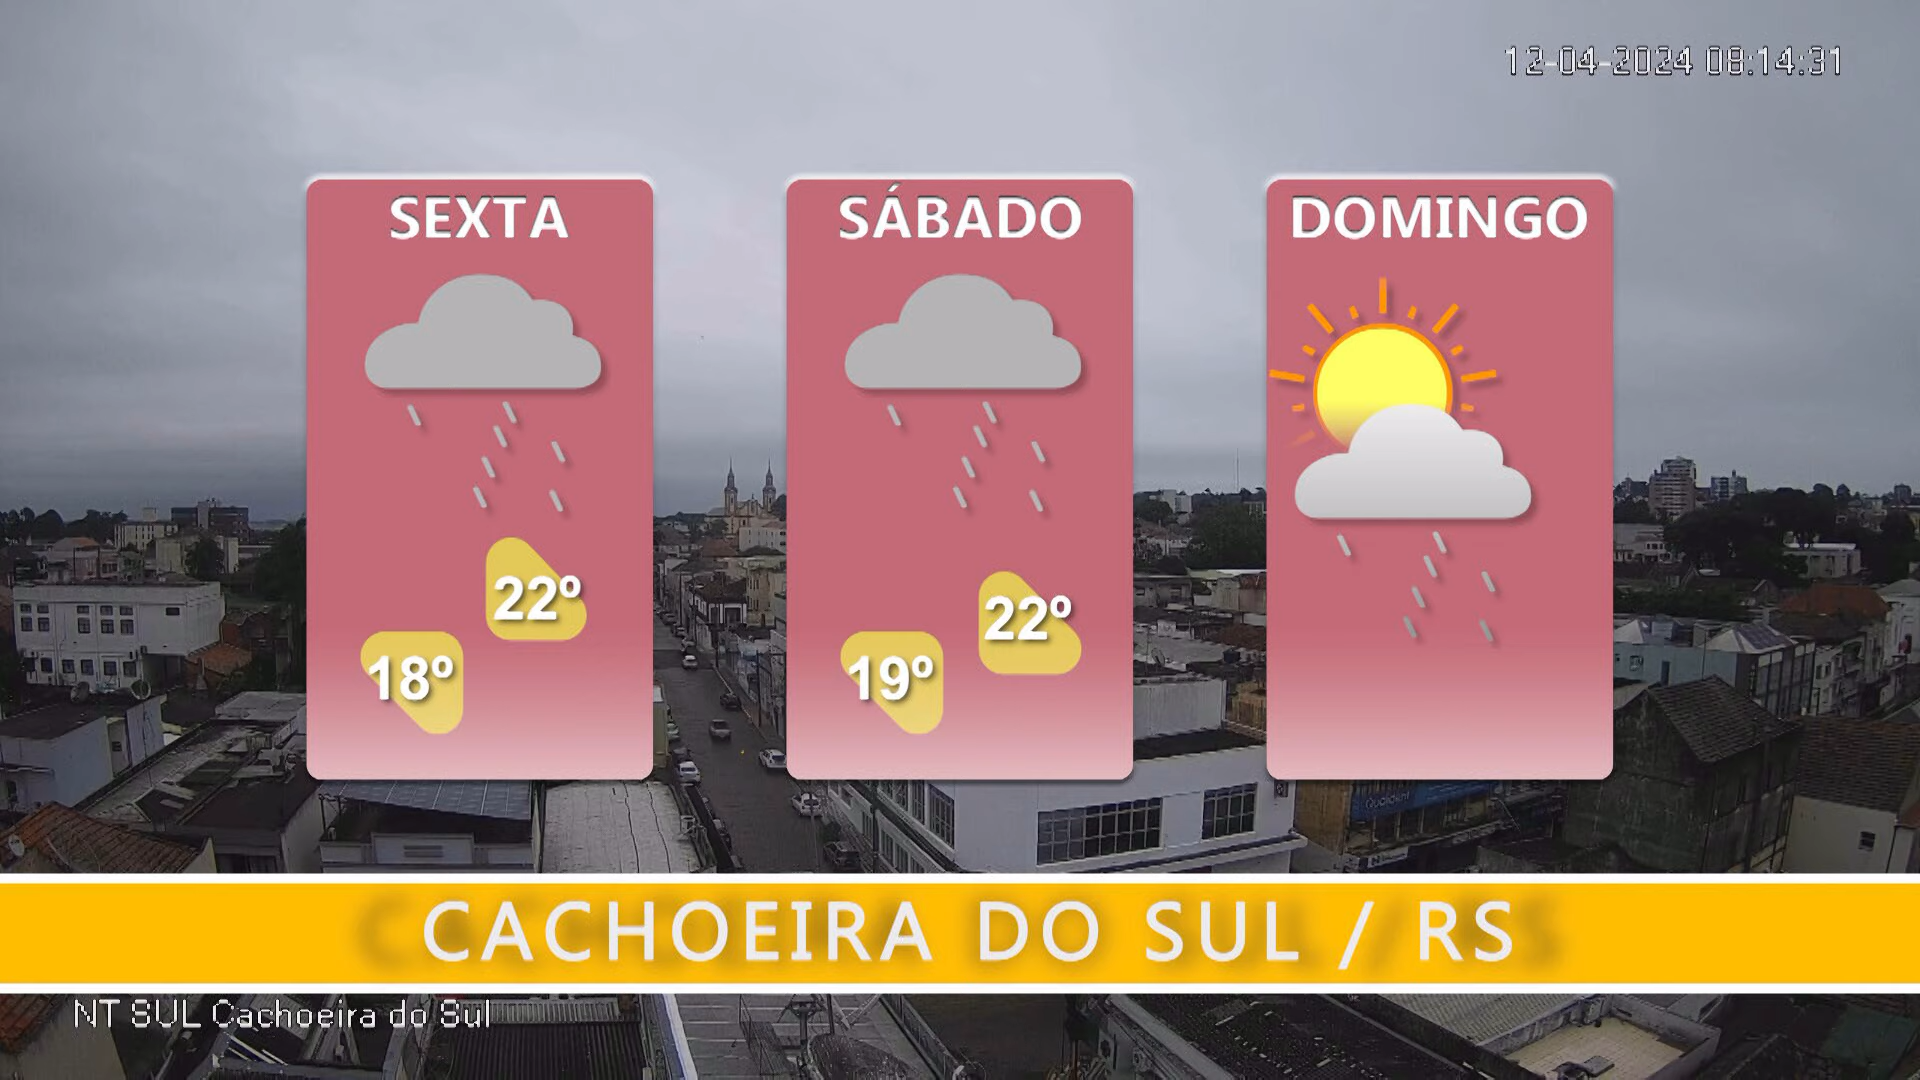 12-04-2024 08:14:31
SEXTA
22º
18º
SÁBADO
22º
19º
DOMINGO
CACHOEIRA DO SUL / RS
NT SUL Cachoeira do Sul